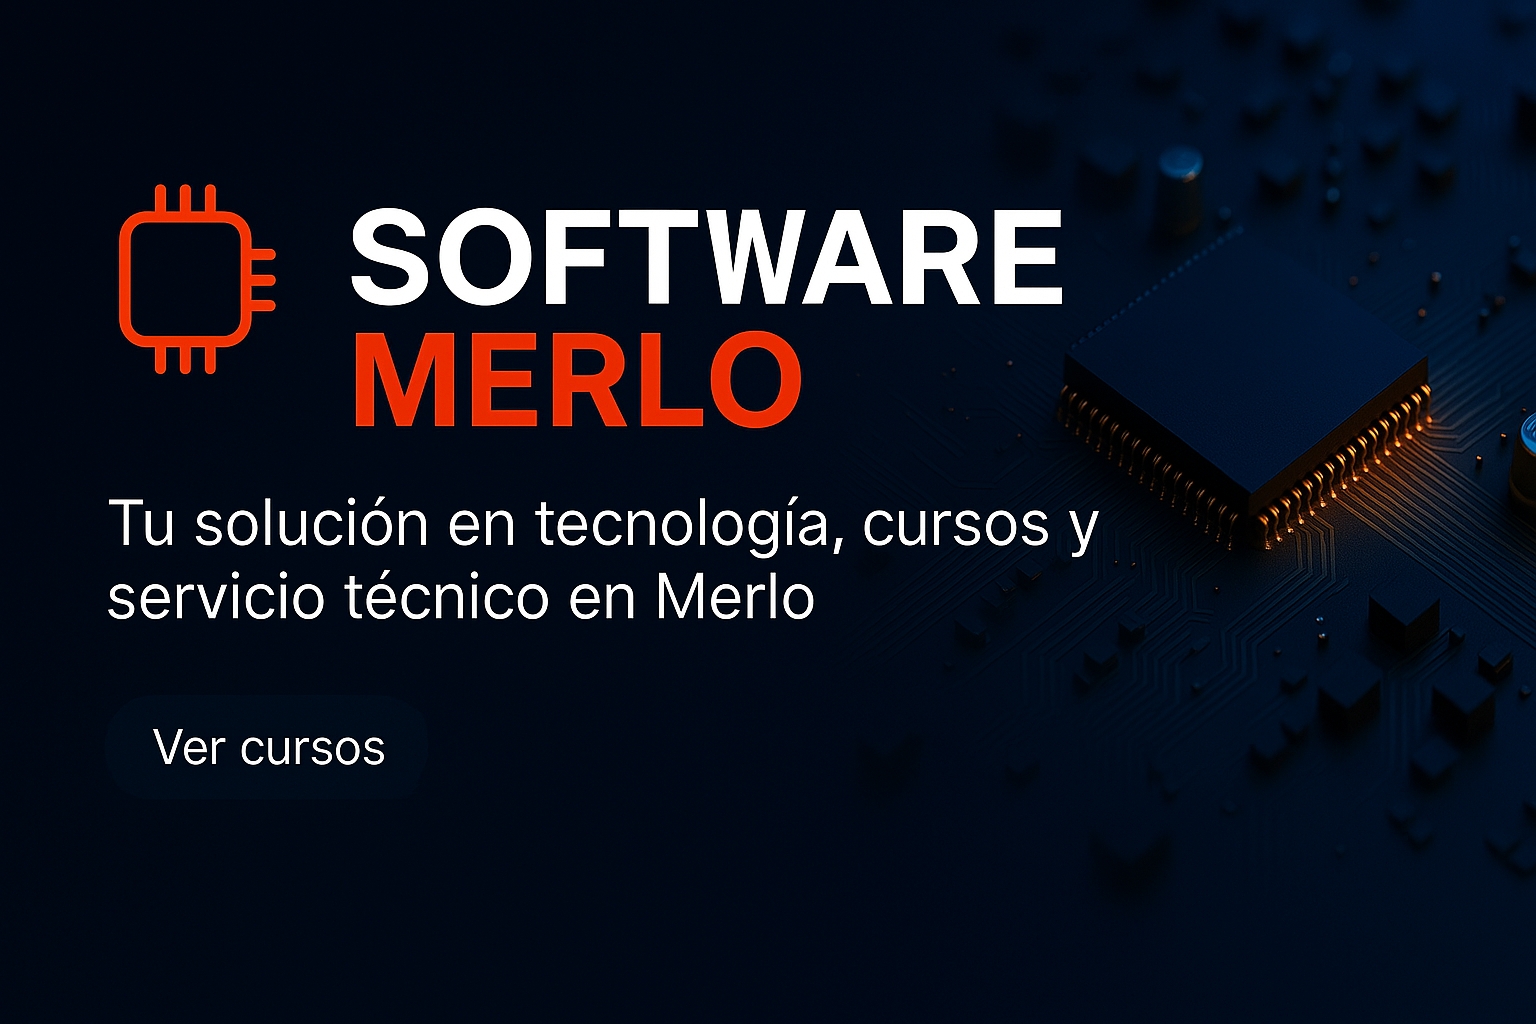 SOFTWARE
MERLO
Tu solución en tecnología, cursos y
servicio técnico en Merlo
Ver cursos